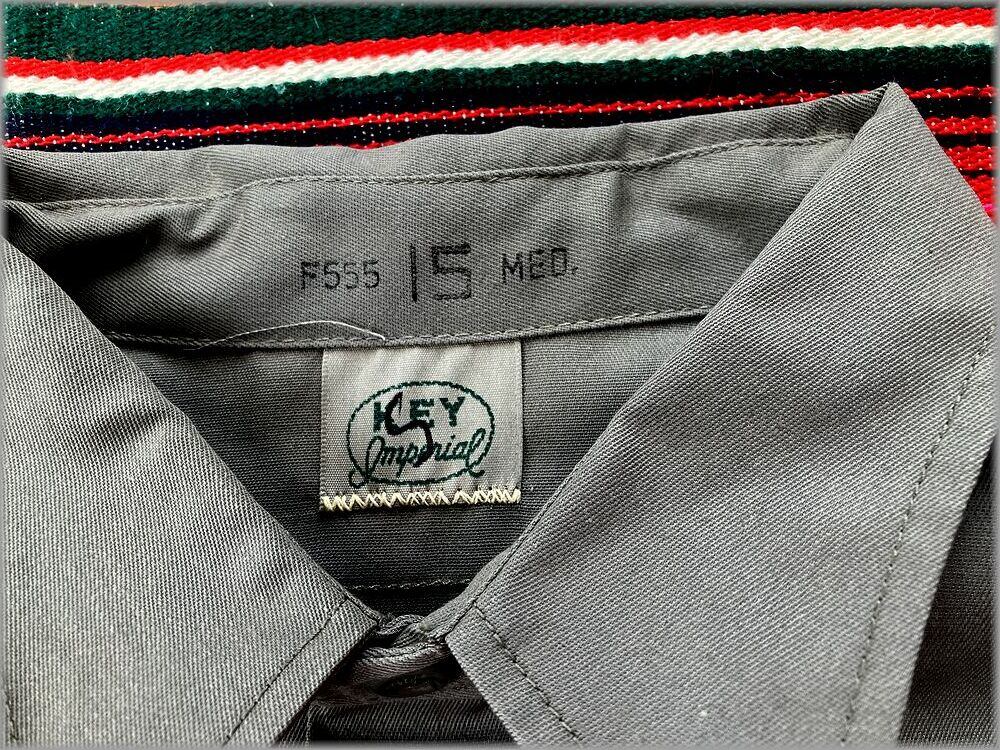 F555 15 MED.
KEY
Imperial
S